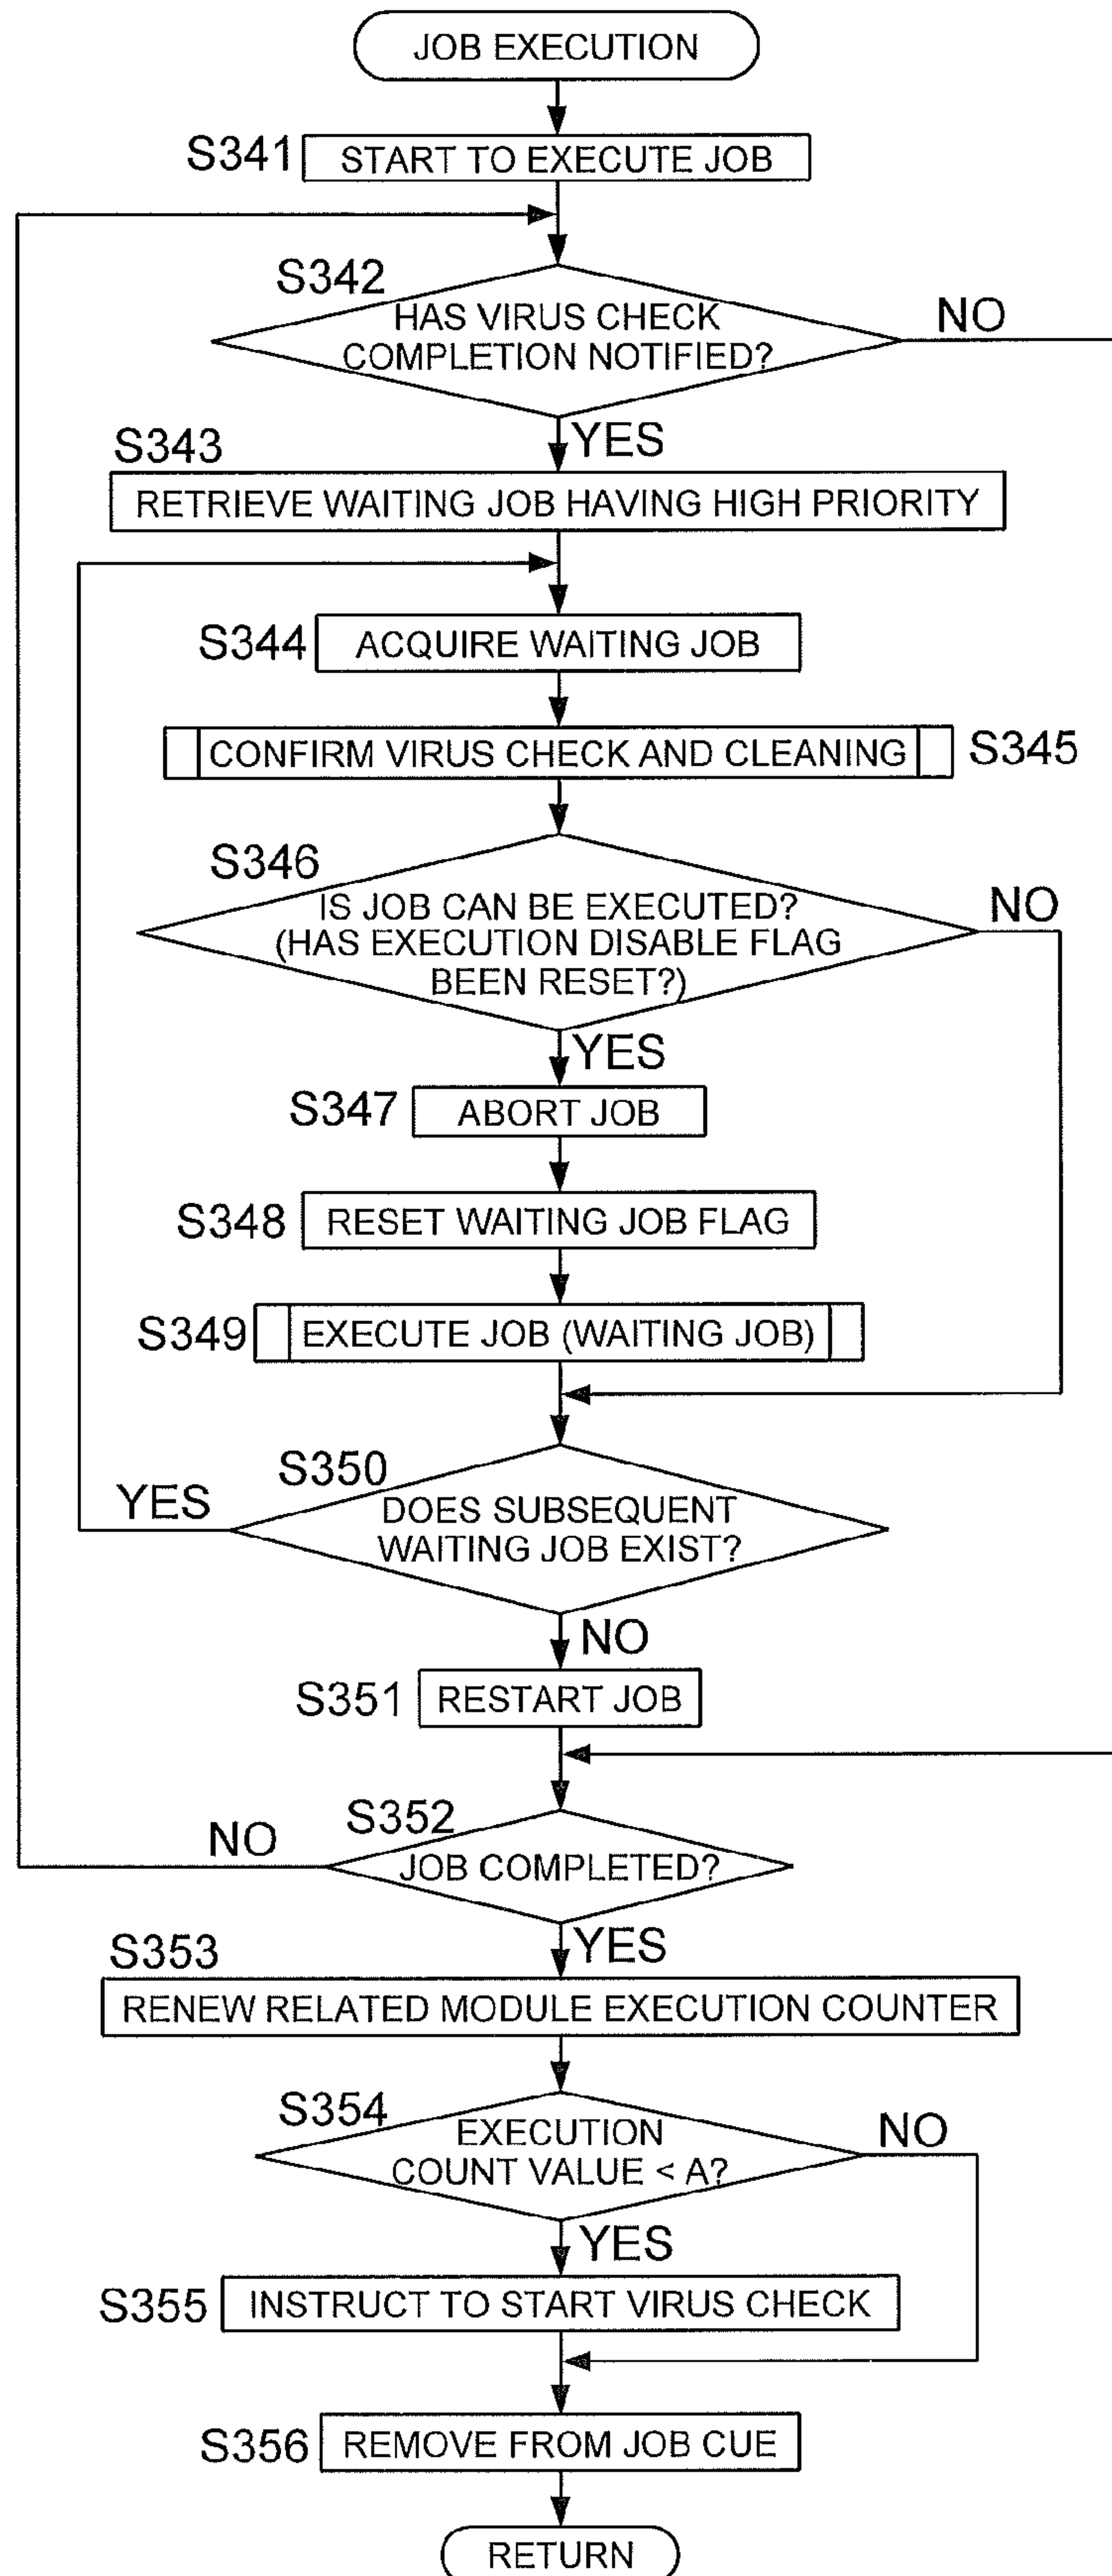 JOB EXECUTION
S341
START TO EXECUTE JOB
S342
HAS VIRUS CHECK
COMPLETION NOTIFIED?
NO
YES
S343
RETRIEVE WAITING JOB HAVING HIGH PRIORITY
S344
ACQUIRE WAITING JOB
CONFIRM VIRUS CHECK AND CLEANING
S345
S346
IS JOB CAN BE EXECUTED?
(HAS EXECUTION DISABLE FLAG
BEEN RESET?)
NO
YES
S347
ABORT JOB
S348
RESET WAITING JOB FLAG
S349
EXECUTE JOB (WAITING JOB)
S350
YES
DOES SUBSEQUENT
WAITING JOB EXIST?
NO
S351
RESTART JOB
S352
NO
JOB COMPLETED?
YES
S353
RENEW RELATED MODULE EXECUTION COUNTER
S354
EXECUTION
COUNT VALUE < A?
NO
YES
S355
INSTRUCT TO START VIRUS CHECK
S356
REMOVE FROM JOB CUE
RETURN